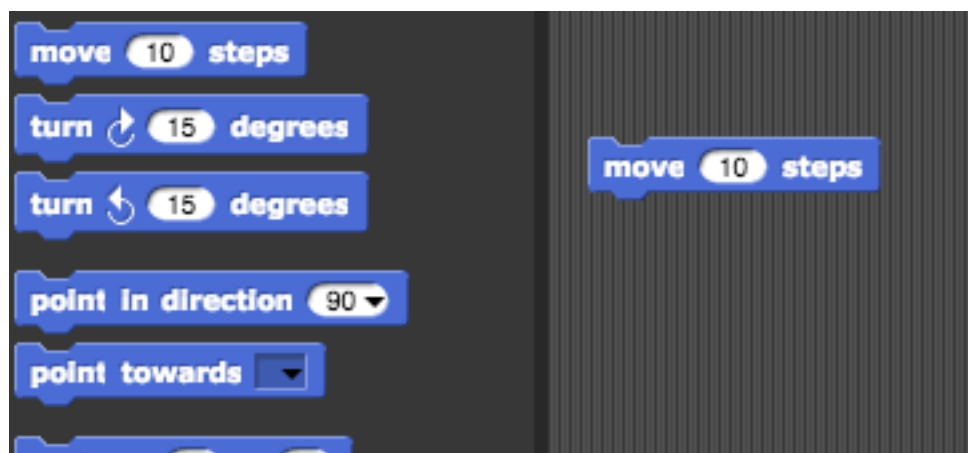 move 10 steps
turn 15 degrees
turn 15 degrees
point in direction 90
point towards
move 10 steps